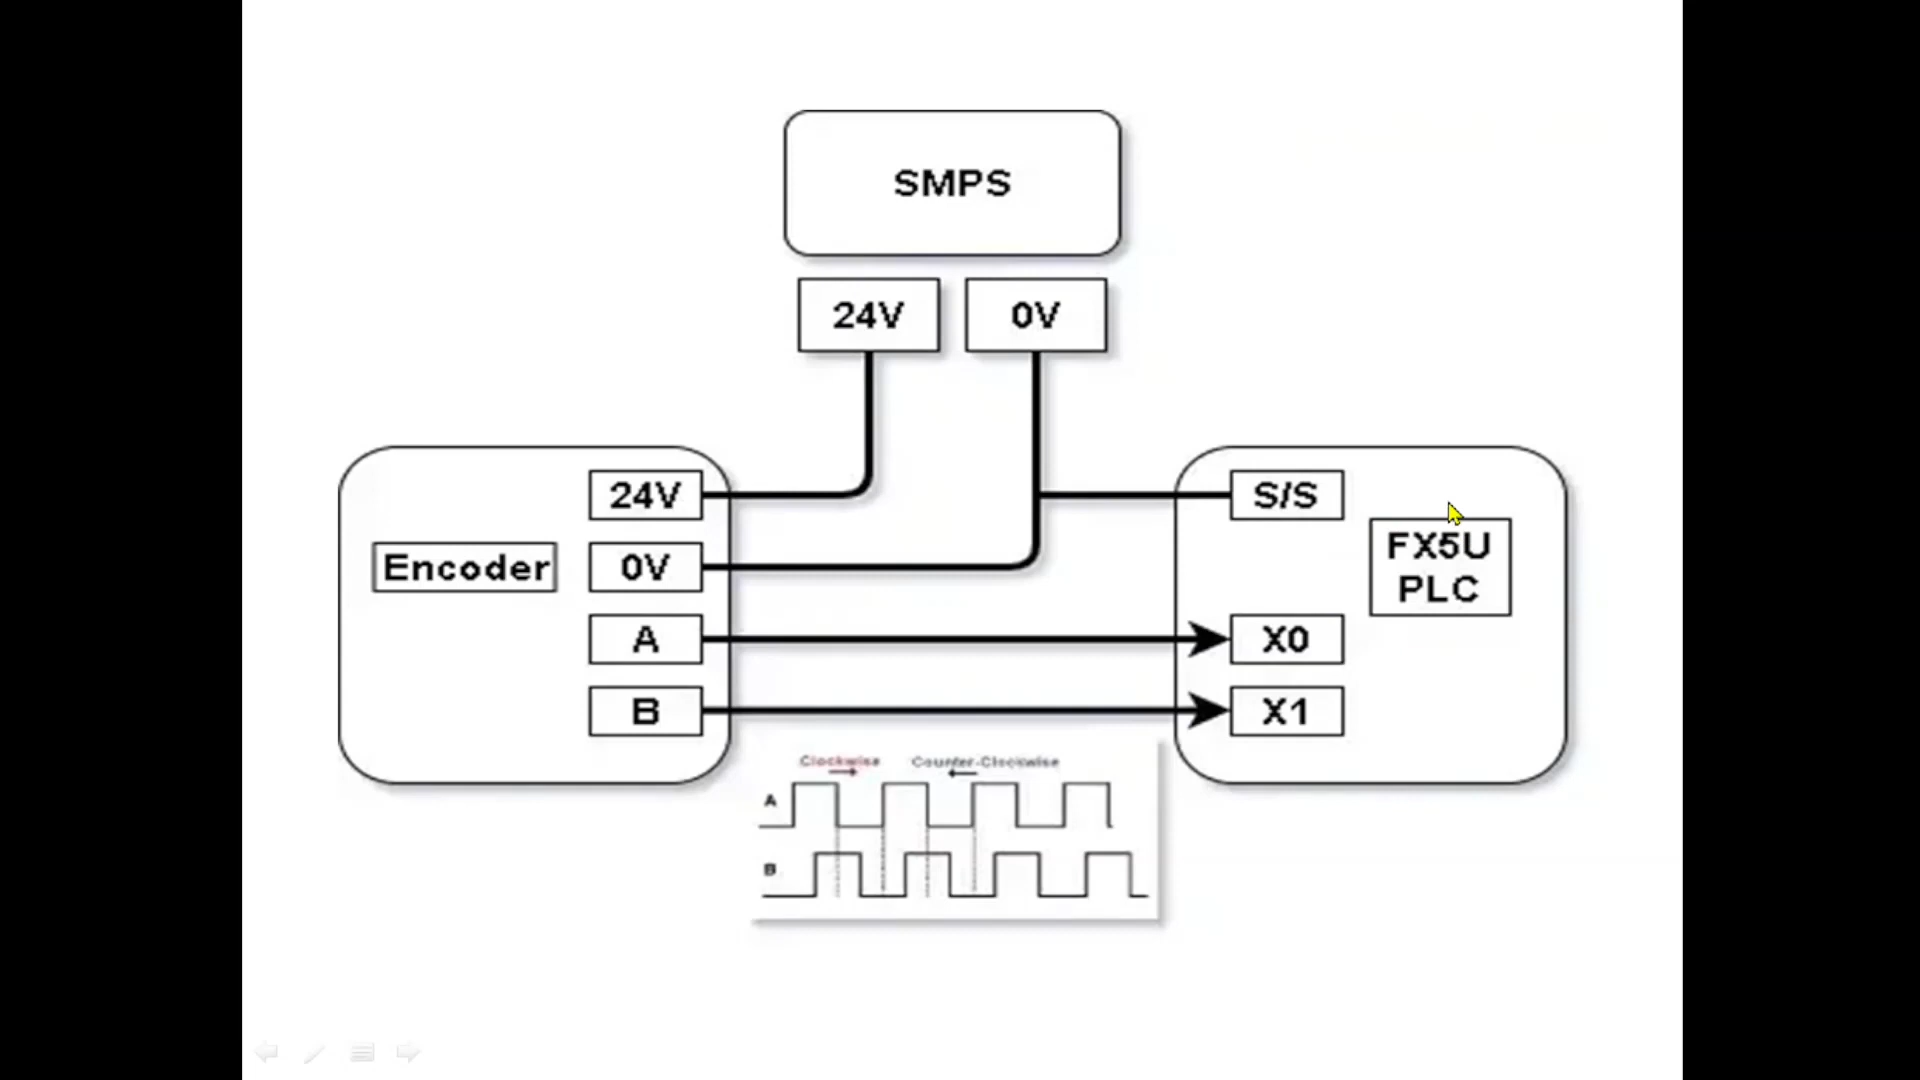 SMPS
24V
0V
24V
S/S
Encoder
0V
FX5U
PLC
A
X0
B
X1
Clockwise
Counter-Clockwise
A
B